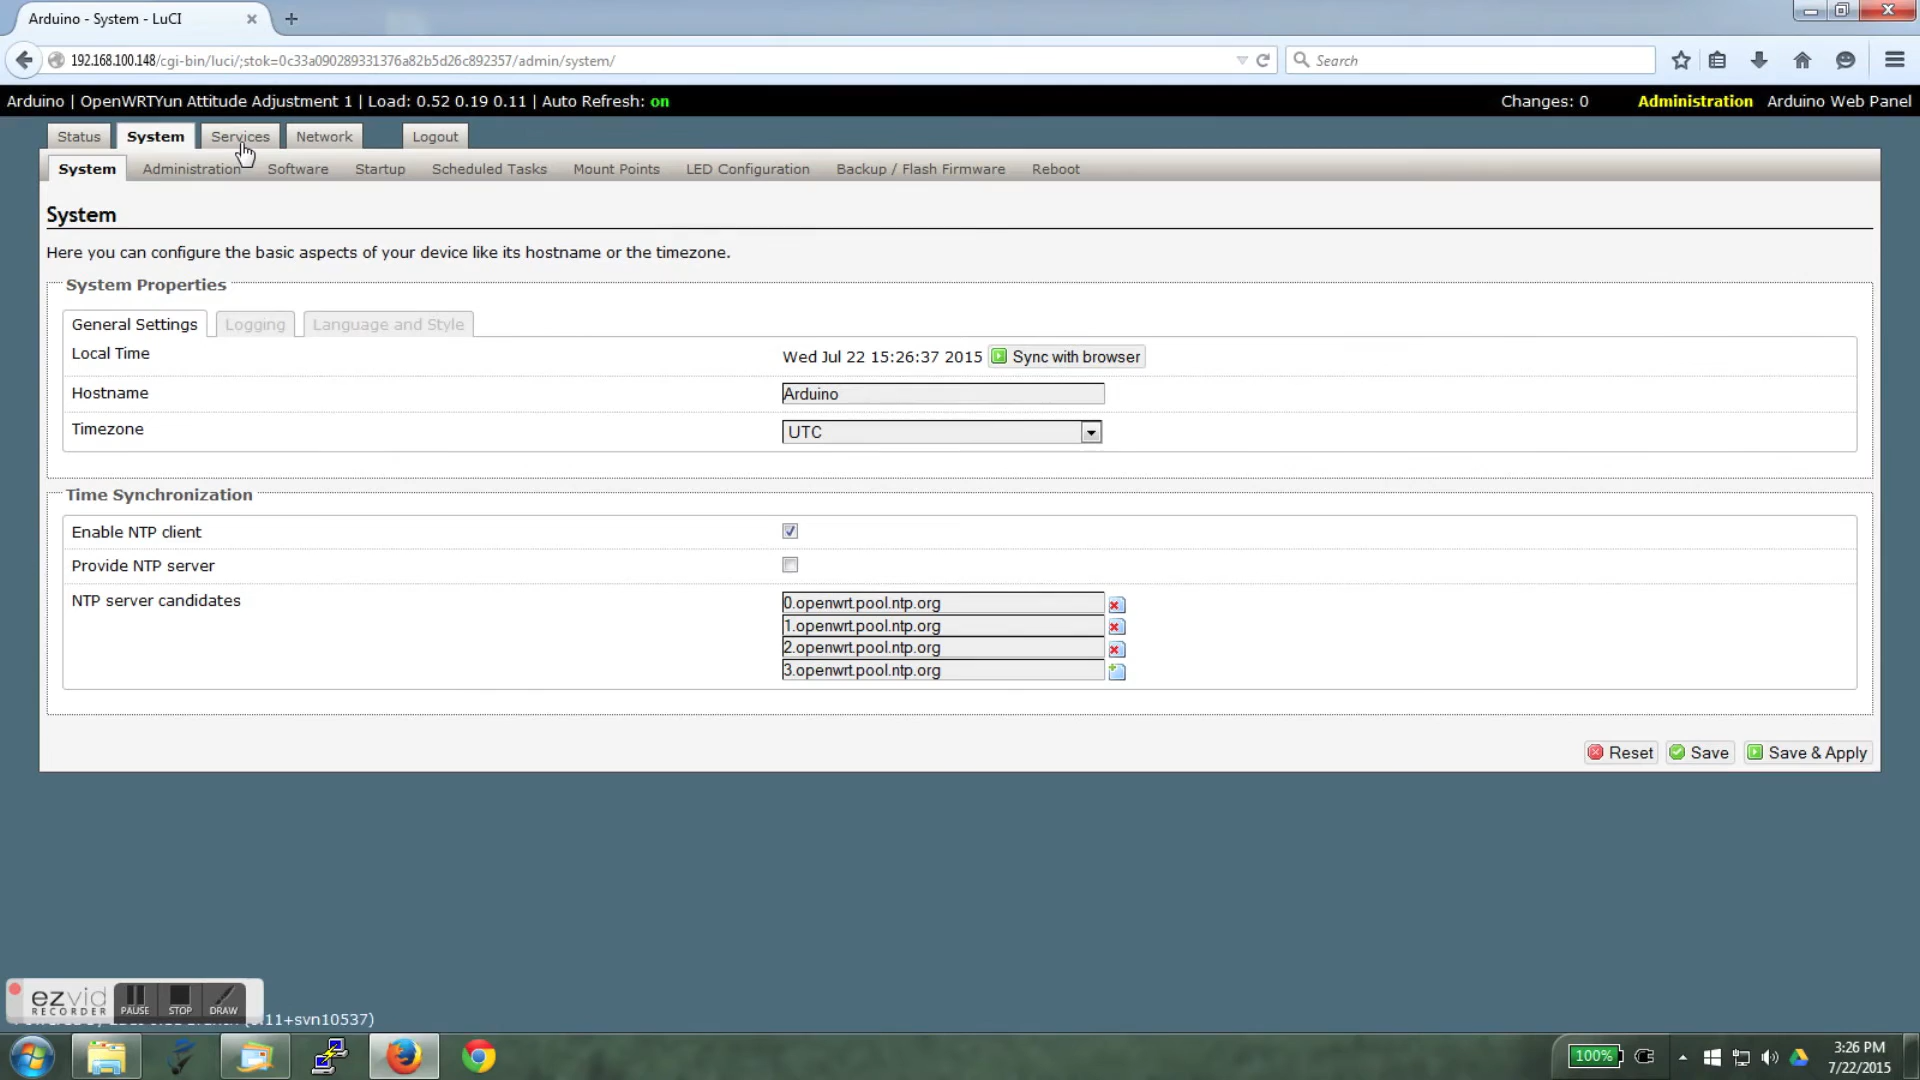 Arduino - System - LuCI
192.168.100.148/cgi-bin/luci/;stok=0c33a090289331376a82b5d26c892357/admin/system/
Search
Arduino | OpenWRTYun Attitude Adjustment 1 | Load: 0.52 0.19 0.11 | Auto Refresh: on
Changes: 0 Administration Arduino Web Panel
Status System Services Network Logout
System Administration Software Startup Scheduled Tasks Mount Points LED Configuration Backup / Flash Firmware Reboot
System
Here you can configure the basic aspects of your device like its hostname or the timezone.
System Properties
General Settings Logging Language and Style
Local Time Wed Jul 22 15:26:37 2015 Sync with browser
Hostname Arduino
Timezone UTC
Time Synchronization
Enable NTP client
Provide NTP server
NTP server candidates 0.openwrt.pool.ntp.org
1.openwrt.pool.ntp.org
2.openwrt.pool.ntp.org
3.openwrt.pool.ntp.org
Reset Save Save & Apply
ezvid
RECORDER
PAUSE STOP DRAW
11+svn10537)
100%
3:26 PM
7/22/2015